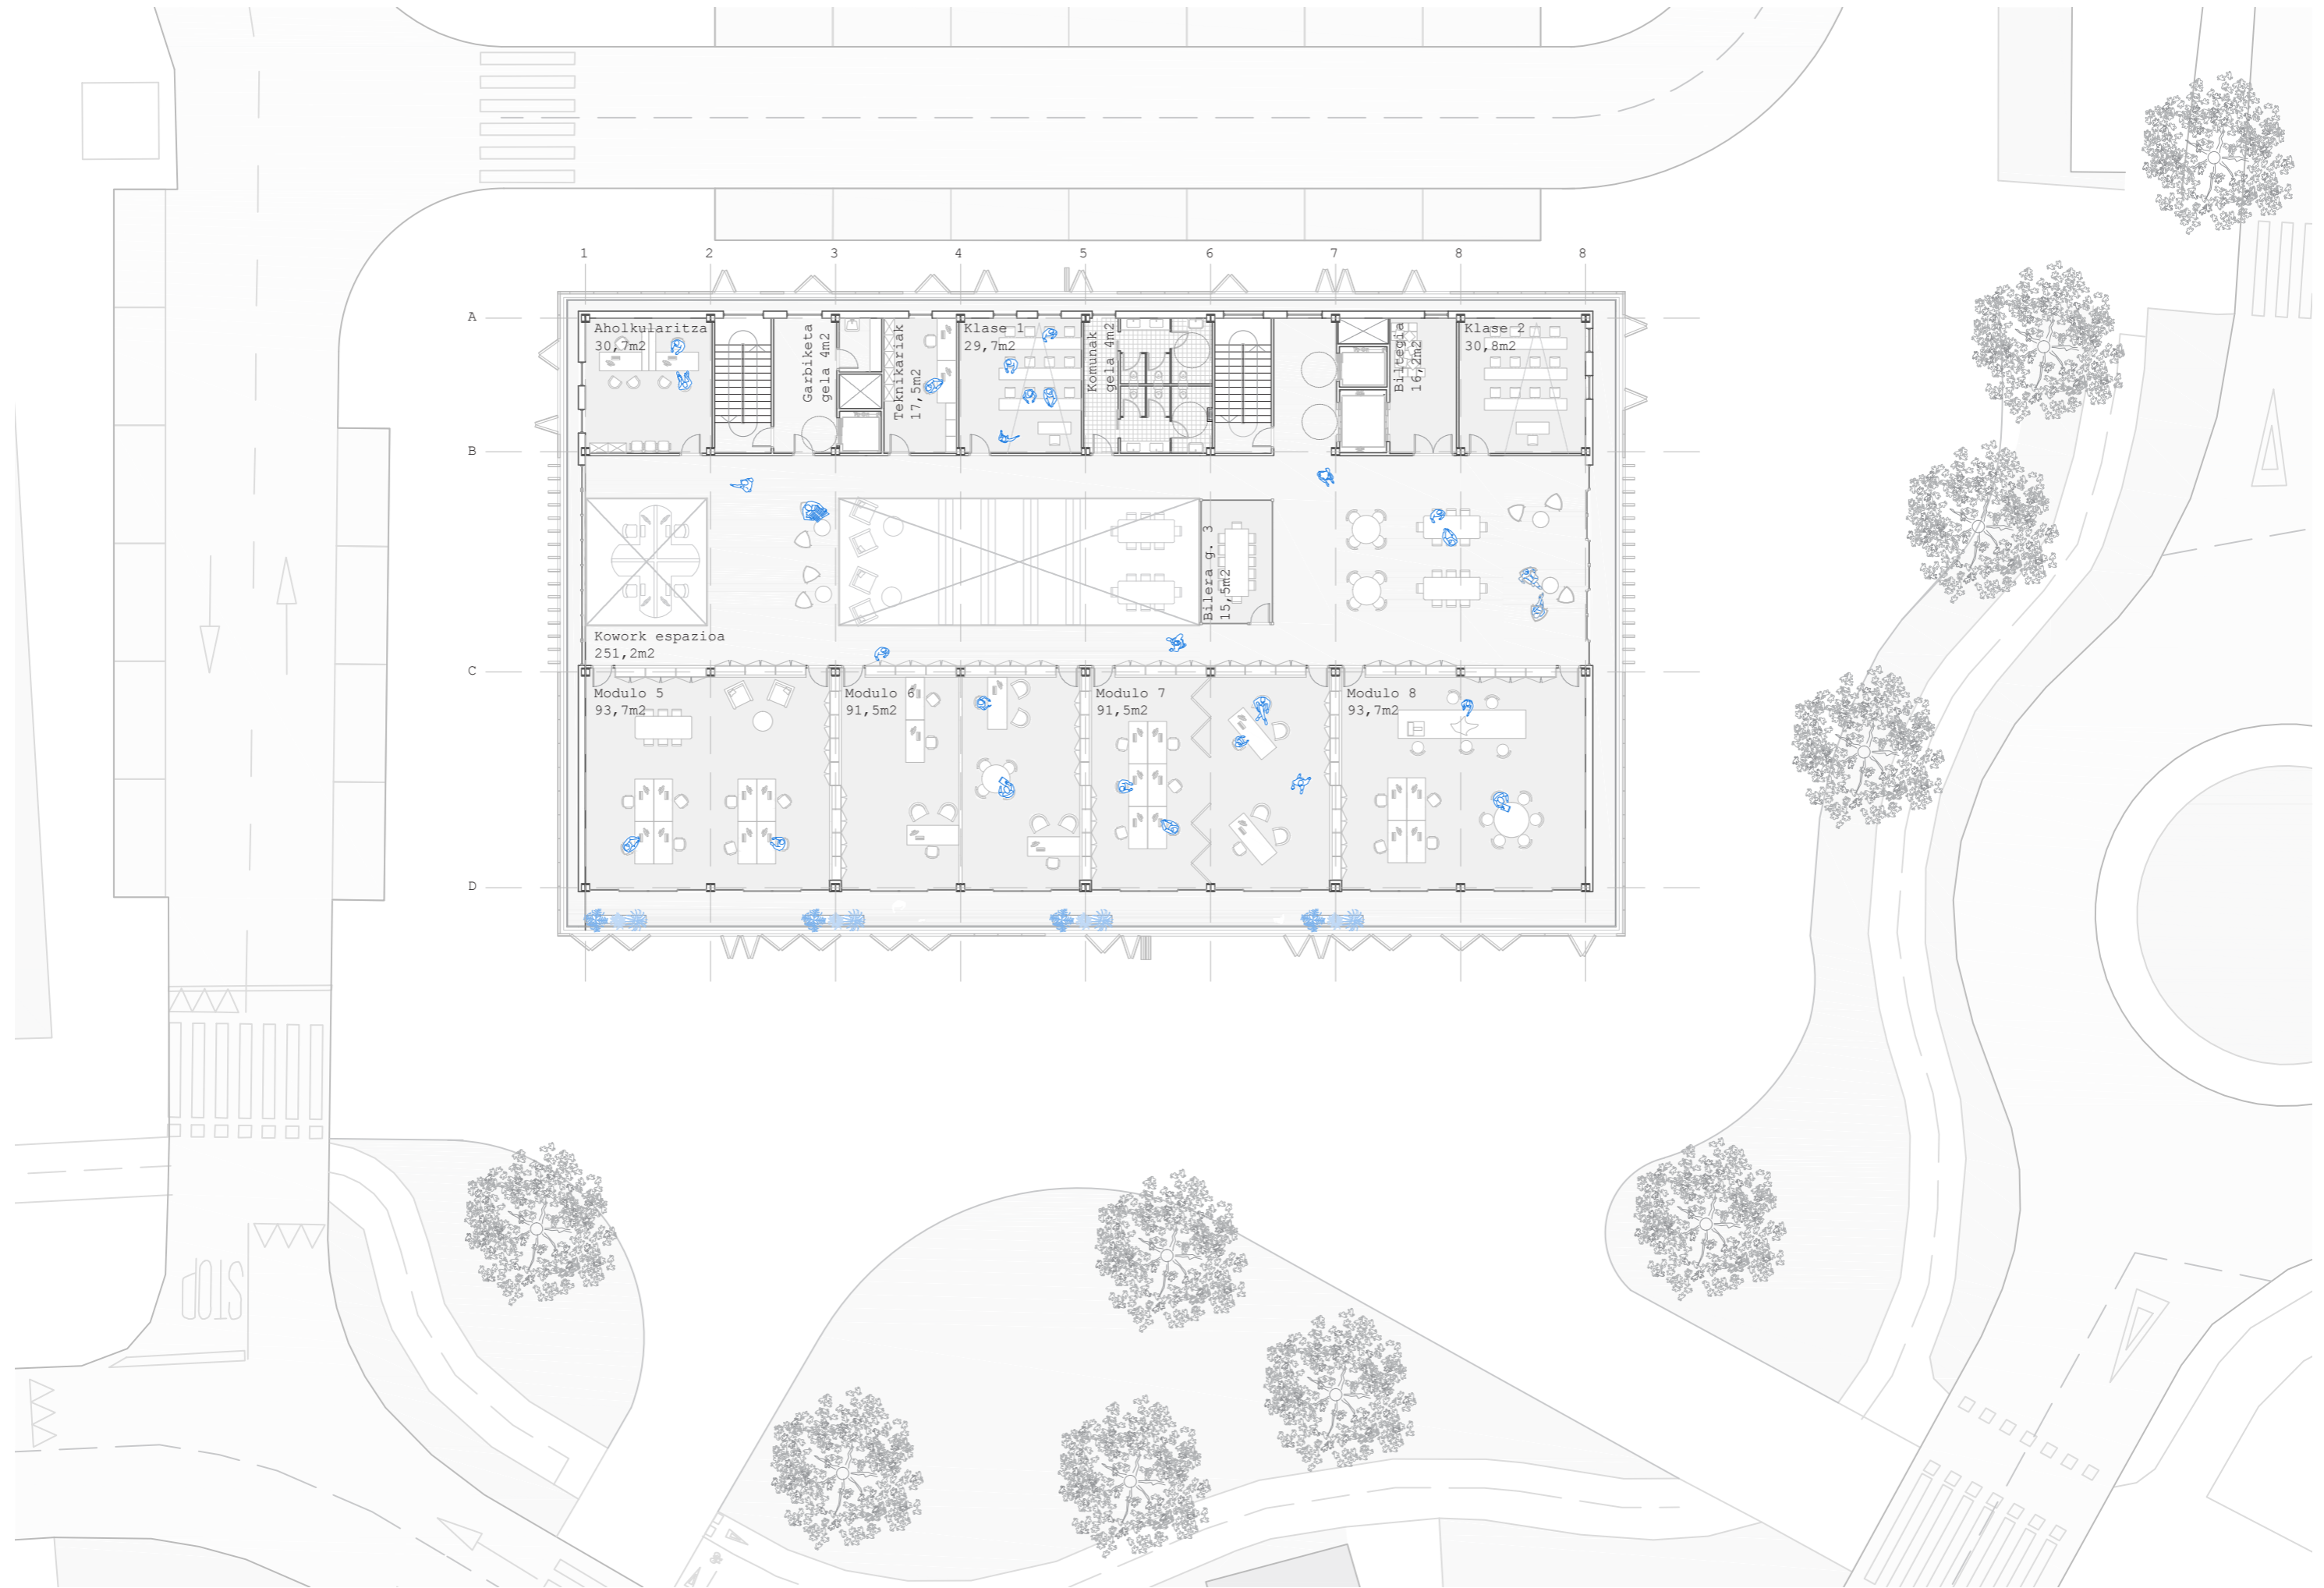 1 2 3 4 5 6 7 8 8
A
Aholkularitza
30,7m2
Garbiketa
gela 4m2
Teknikariak
17,5m2
Klase 1
29,7m2
Komunak
gela 4m2
Biltegia
16,2m2
Klase 2
30,8m2
B
Bilera g. 3
15,5m2
Kowork espazioa
251,2m2
C
Modulo 5
93,7m2
Modulo 6
91,5m2
Modulo 7
91,5m2
Modulo 8
93,7m2
D
STOP